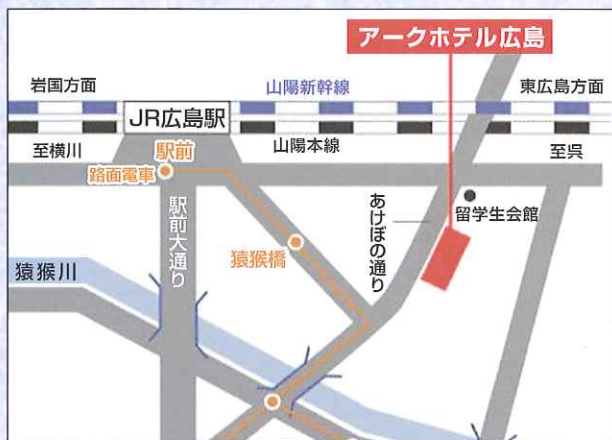 アークホテル広島
岩国方面
山陽新幹線
東広島方面
JR広島駅
至横川
駅前
山陽本線
至呉
路面電車
駅前大通り
あけぼの通り
留学生会館
猿猴橋
猿猴川